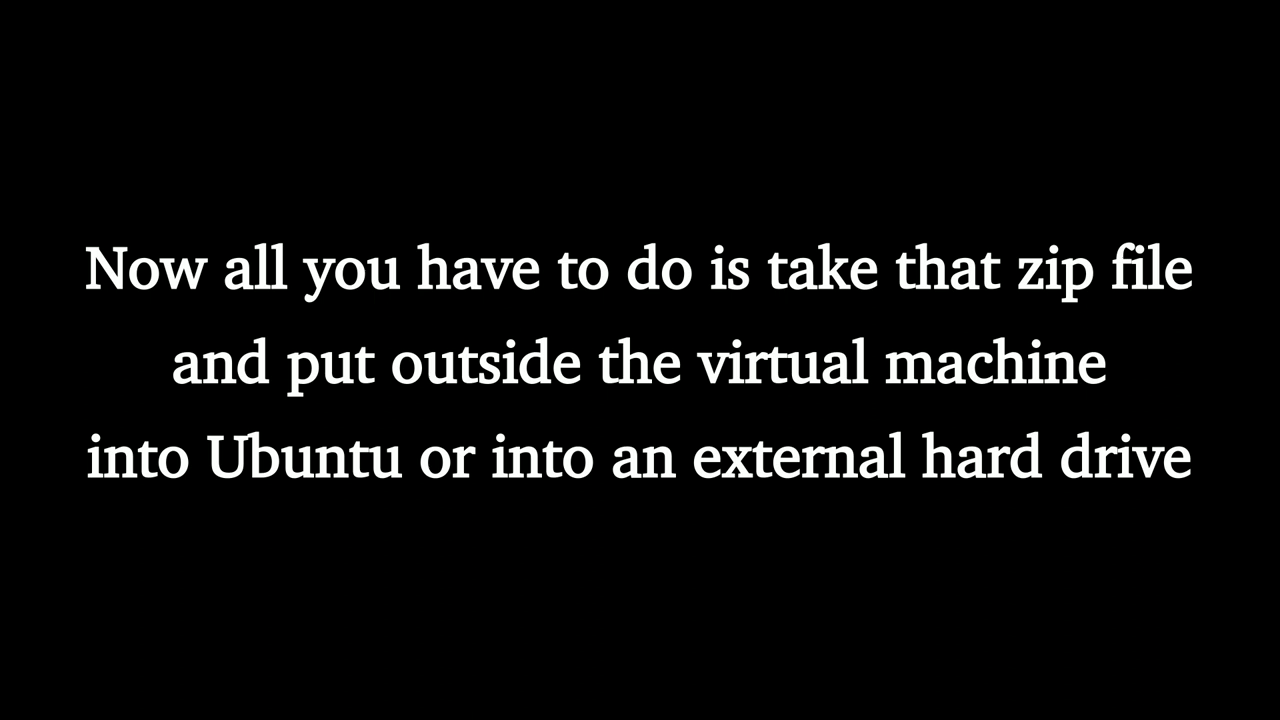 Now all you have to do is take that zip file
and put outside the virtual machine
into Ubuntu or into an external hard drive